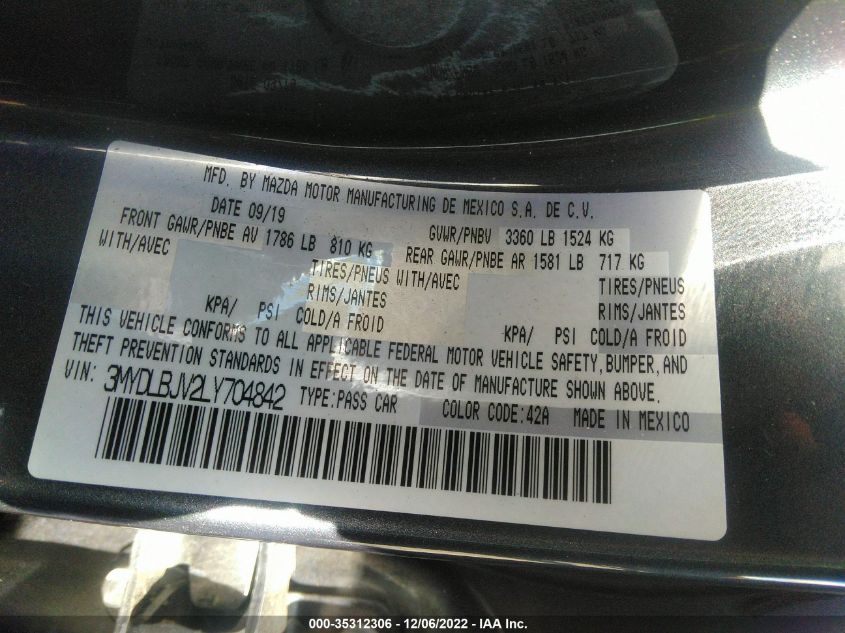 MFD. BY MAZDA MOTOR MANUFACTURING DE MEXICO S.A. DE C.V.
DATE 09/19
GVWR/PNBV 3360 LB 1524 KG
FRONT GAWR/PNBE AV 1786 LB 810 KG
REAR GAWR/PNBE AR 1581 LB 717 KG
WITH/AVEC
TIRES/PNEUS WITH/AVEC
TIRES/PNEUS
RIMS/JANTES
RIMS/JANTES
KPA/ PSI COLD/A FROID
KPA/ PSI COLD/A FROID
THIS VEHICLE CONFORMS TO ALL APPLICABLE FEDERAL MOTOR VEHICLE SAFETY, BUMPER, AND
THEFT PREVENTION STANDARDS IN EFFECT ON THE DATE OF MANUFACTURE SHOWN ABOVE.
VIN: 3MYDLBJV2LY704842 TYPE:PASS CAR COLOR CODE:42A MADE IN MEXICO
000-35312306 - 12/06/2022 - IAA Inc.